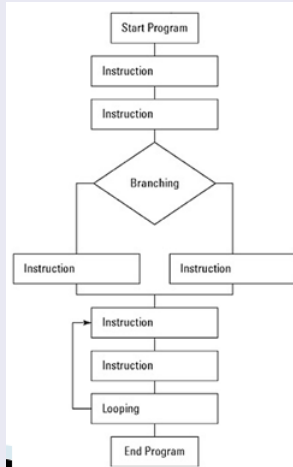 Start Program
Instruction
Instruction
Branching
Instruction
Instruction
Instruction
Instruction
Looping
End Program